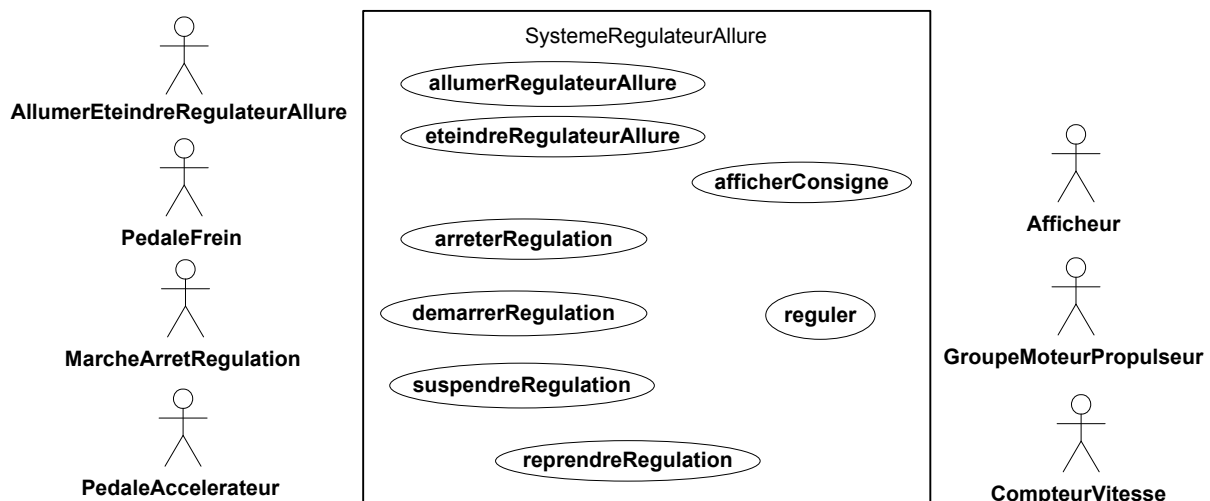 SystemeRegulateurAllure
allumerRegulateurAllure
AllumerEteindreRegulateurAllure
eteindreRegulateurAllure
afficherConsigne
Afficheur
PedaleFrein
arreterRegulation
demarrerRegulation
reguler
MarcheArretRegulation
GroupeMoteurPropulseur
suspendreRegulation
reprendreRegulation
PedaleAccelerateur
CompteurVitesse